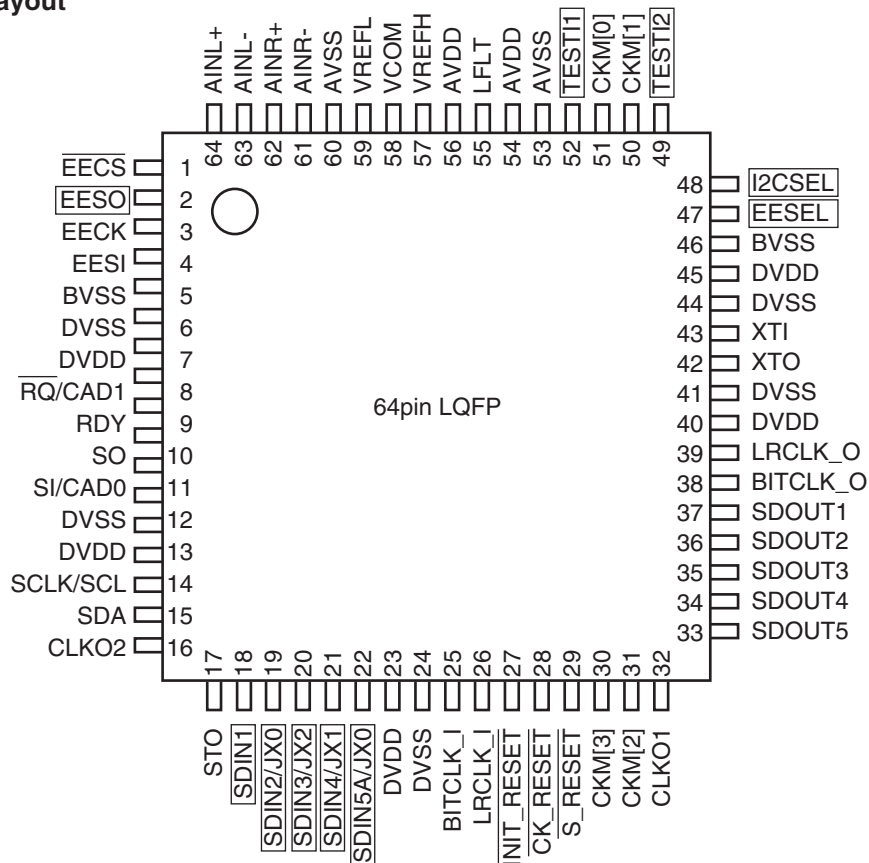 ayout
AINL+
AINL-
AINR+
AINR-
AVSS
VREFL
VCOM
VREFH
AVDD
LFLT
AVDD
AVSS
TESTI1
CKM[0]
CKM[1]
TESTI2
64 63 62 61 60 59 58 57 56 55 54 53 52 51 50 49
EECS 1
EESO 2
EECK 3
EESI 4
BVSS 5
DVSS 6
DVDD 7
RQ/CAD1 8
RDY 9
SO 10
SI/CAD0 11
DVSS 12
DVDD 13
SCLK/SCL 14
SDA 15
CLKO2 16
64pin LQFP
48 I2CSEL
47 EESEL
46 BVSS
45 DVDD
44 DVSS
43 XTI
42 XTO
41 DVSS
40 DVDD
39 LRCLK_O
38 BITCLK_O
37 SDOUT1
36 SDOUT2
35 SDOUT3
34 SDOUT4
33 SDOUT5
17 18 19 20 21 22 23 24 25 26 27 28 29 30 31 32
STO
SDIN1
SDIN2/JX0
SDIN3/JX2
SDIN4/JX1
SDIN5A/JX0
DVDD
DVSS
BITCLK_I
LRCLK_I
INIT_RESET
CK_RESET
S_RESET
CKM[3]
CKM[2]
CLKO1